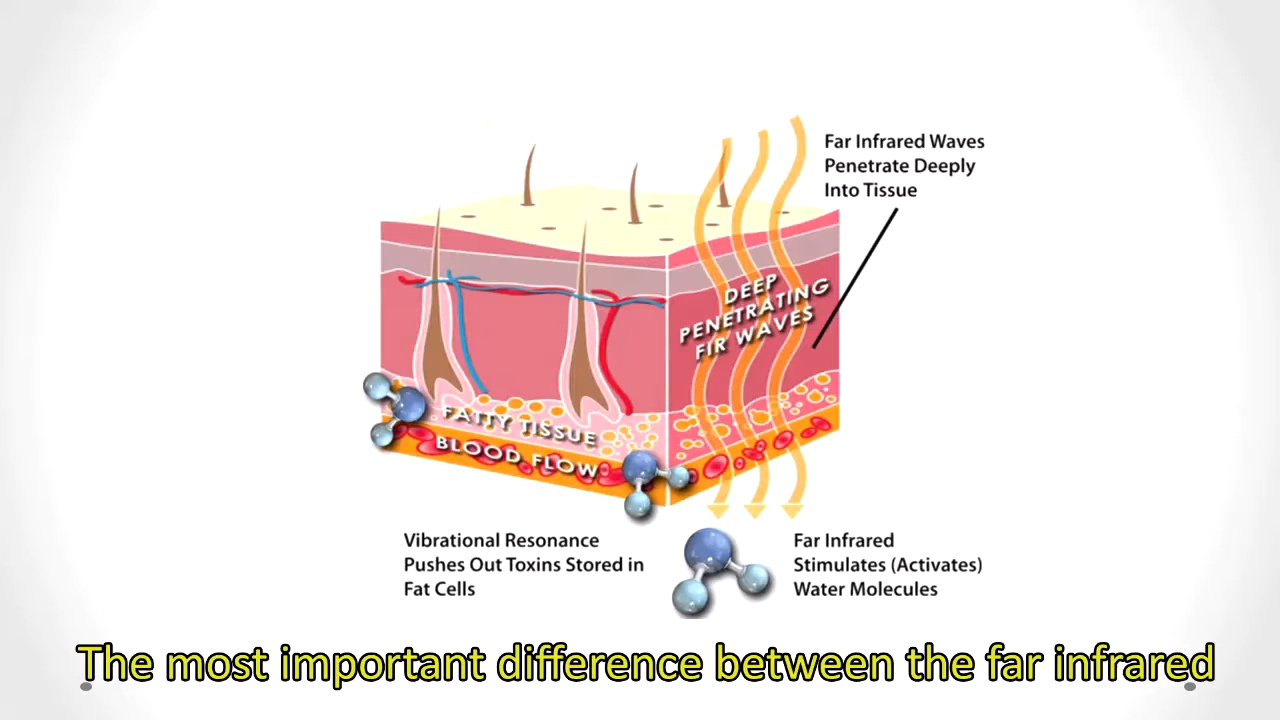 Far Infrared Waves
Penetrate Deeply
Into Tissue
DEEP
PENETRATING
FIR WAVES
FATTY TISSUE
BLOOD FLOW
Vibrational Resonance
Pushes Out Toxins Stored in
Fat Cells
Far Infrared
Stimulates (Activates)
Water Molecules
The most important difference between the far infrared